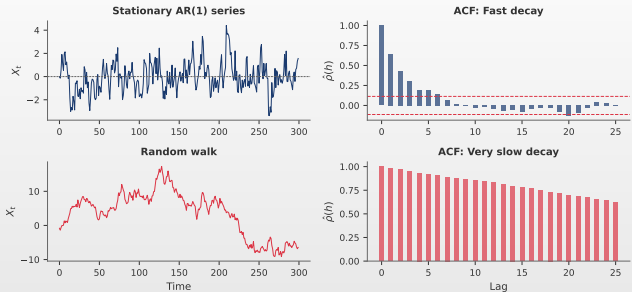 Stationary AR(1) series
X_t
4
2
0
−2
0 50 100 150 200 250 300
ACF: Fast decay
ρ̂(h)
1.00
0.75
0.50
0.25
0.00
0 5 10 15 20 25
Random walk
X_t
10
0
−10
0 50 100 150 200 250 300
Time
ACF: Very slow decay
ρ̂(h)
1.00
0.75
0.50
0.25
0.00
0 5 10 15 20 25
Lag